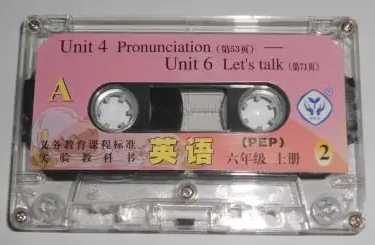 Unit 4 Pronunciation (第53页) —
Unit 6 Let's talk (第71页)
A
义务教育课程标准
实验教科书
英语
(PEP)
六年级 上册
2